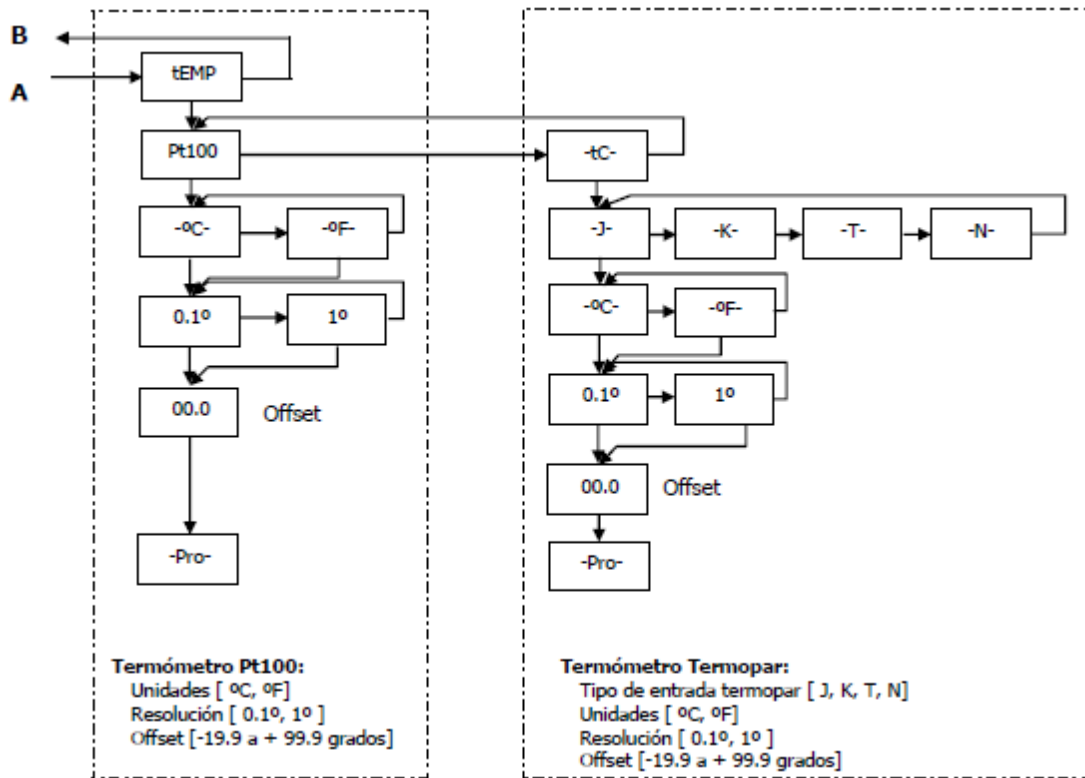 B
A
tEMP
Pt100
-tC-
-ºC-
-ºF-
-J-
-K-
-T-
-N-
0.1º
1º
-ºC-
-ºF-
00.0
Offset
0.1º
1º
00.0
Offset
-Pro-
-Pro-
Termómetro Pt100:
Unidades [ ºC, ºF]
Resolución [ 0.1º, 1º ]
Offset [-19.9 a + 99.9 grados]
Termómetro Termopar:
Tipo de entrada termopar [ J, K, T, N]
Unidades [ ºC, ºF]
Resolución [ 0.1º, 1º ]
Offset [-19.9 a + 99.9 grados]